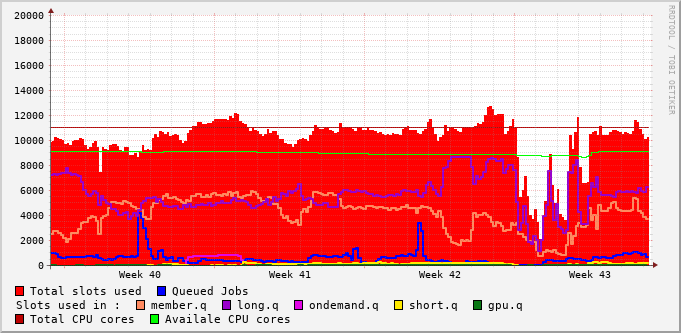 20000
18000
16000
14000
12000
10000
8000
6000
4000
2000
0
Week 40 Week 41 Week 42 Week 43
Total slots used Queued Jobs
Slots used in : member.q long.q ondemand.q short.q gpu.q
Total CPU cores Availale CPU cores
RRDTOOL / TOBI OETIKER